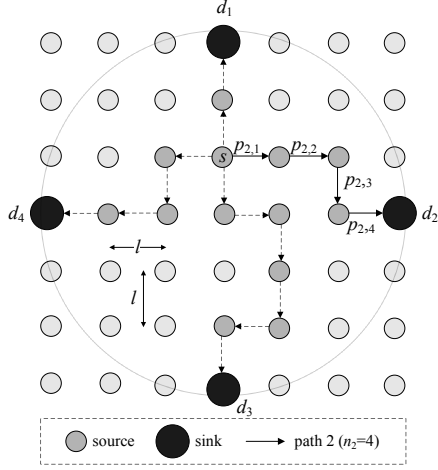 d1
s
p2,1
p2,2
p2,3
d4
d2
p2,4
l
l
d3
source
sink
path 2 (n2=4)